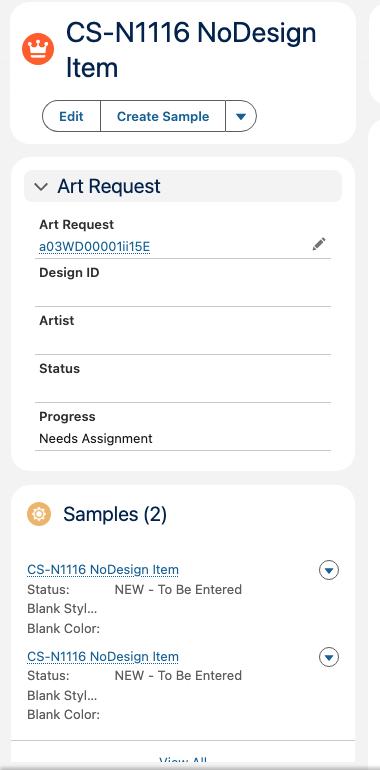 CS-N1116 NoDesign
Item
Edit
Create Sample
Art Request
Art Request
a03WD00001ii15E
Design ID
Artist
Status
Progress
Needs Assignment
Samples (2)
CS-N1116 NoDesign Item
Status: NEW - To Be Entered
Blank Styl...
Blank Color:
CS-N1116 NoDesign Item
Status: NEW - To Be Entered
Blank Styl...
Blank Color:
View All